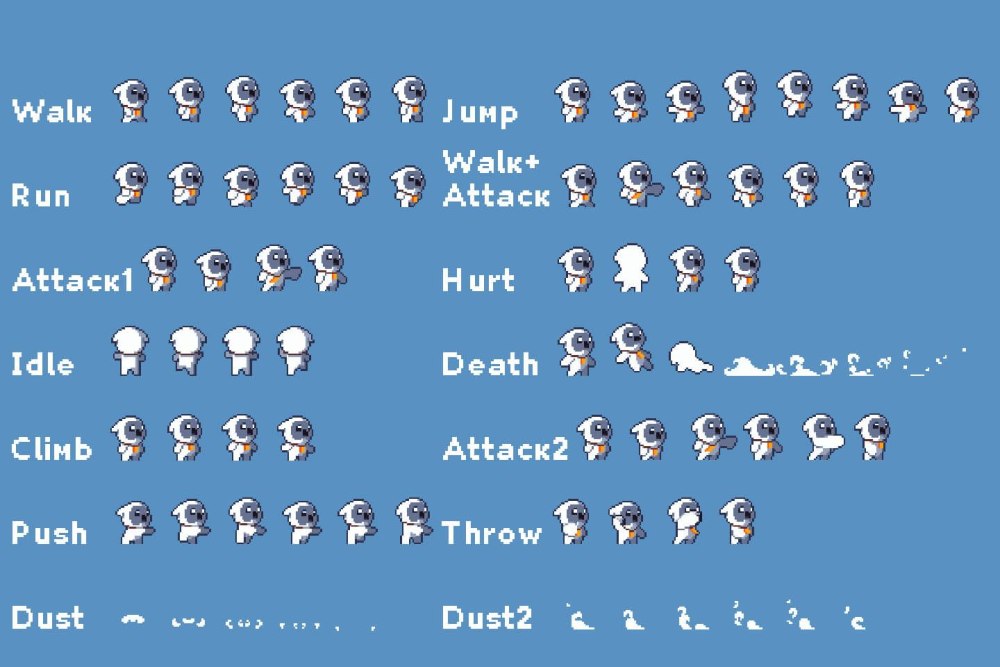 Walk
Jump
Run
Walk+
Attack
Attack1
Hurt
Idle
Death
Climb
Attack2
Push
Throw
Dust
Dust2